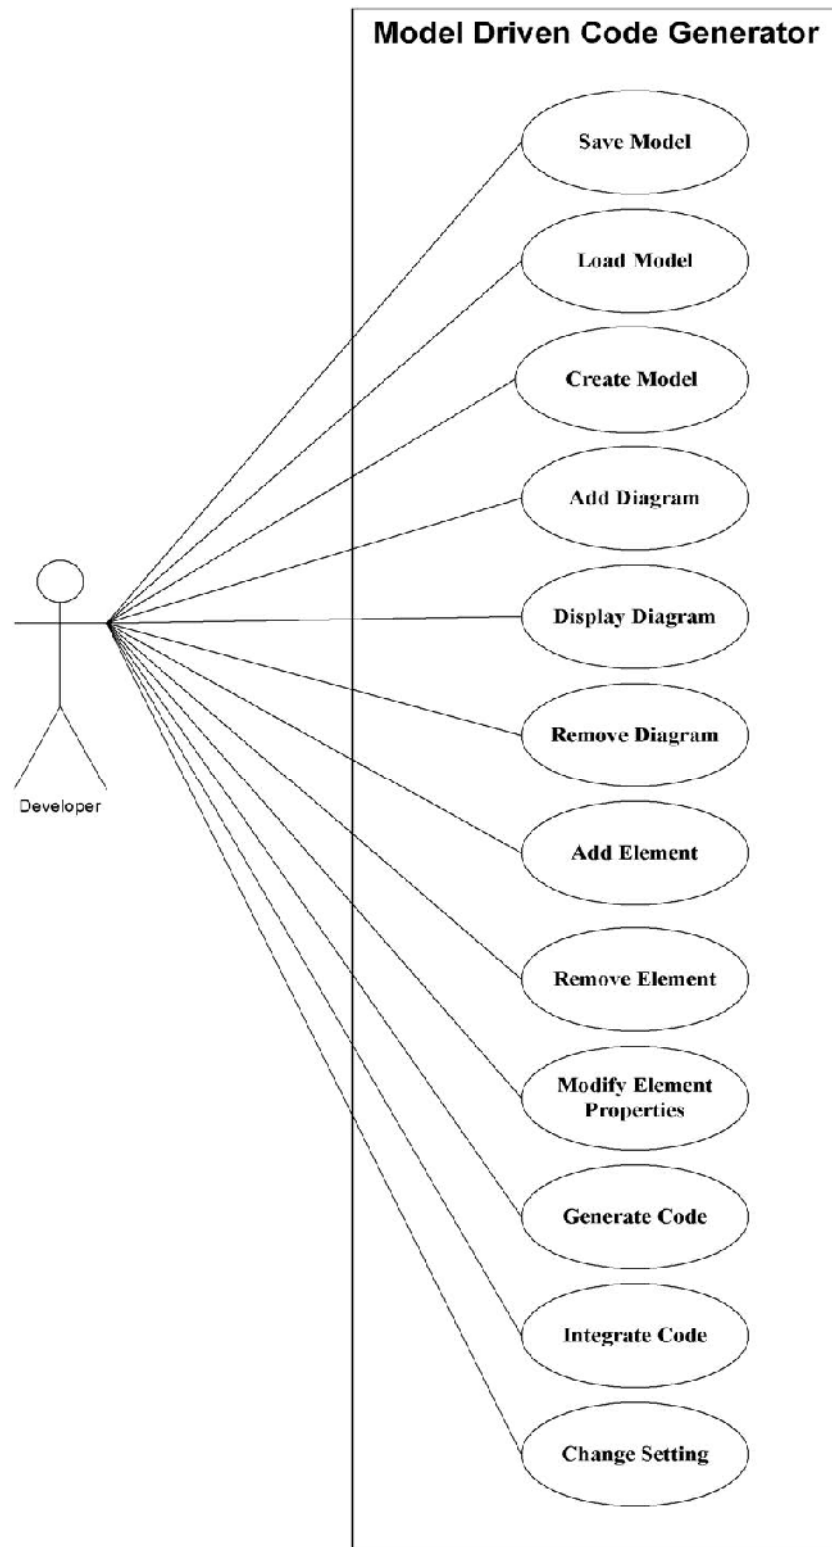 Model Driven Code Generator
Save Model
Load Model
Create Model
Add Diagram
Display Diagram
Remove Diagram
Developer
Add Element
Remove Element
Modify Element
Properties
Generate Code
Integrate Code
Change Setting